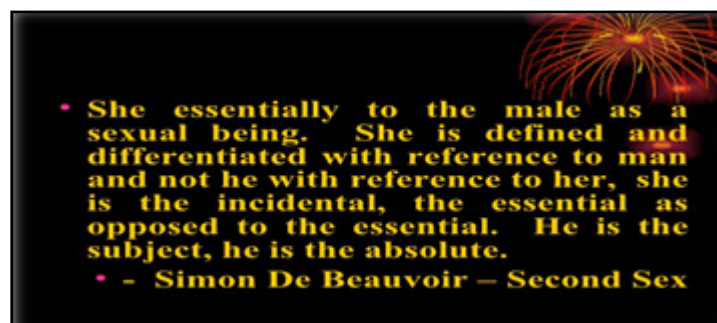 • She essentially to the male as a
sexual being. She is defined and
differentiated with reference to man
and not he with reference to her, she
is the incidental, the essential as
opposed to the essential. He is the
subject, he is the absolute.
• - Simon De Beauvoir – Second Sex